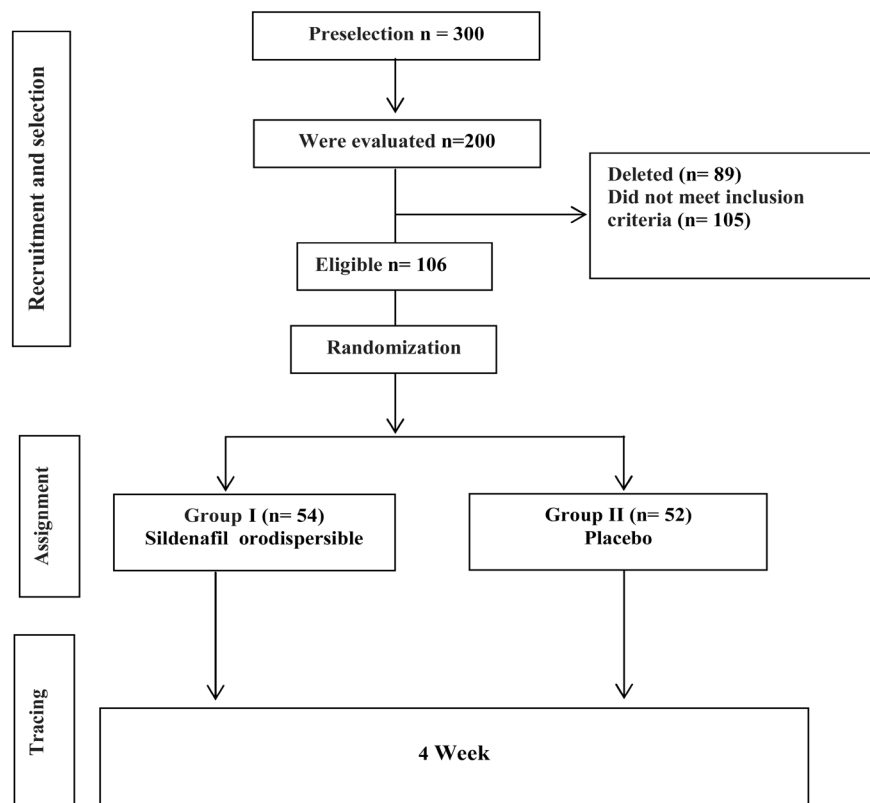 Recruitment and selection
Preselection n = 300
Were evaluated n=200
Deleted (n= 89)
Did not meet inclusion
criteria (n= 105)
Eligible n= 106
Randomization
Assignment
Group I (n= 54)
Sildenafil orodispersible
Group II (n= 52)
Placebo
Tracing
4 Week